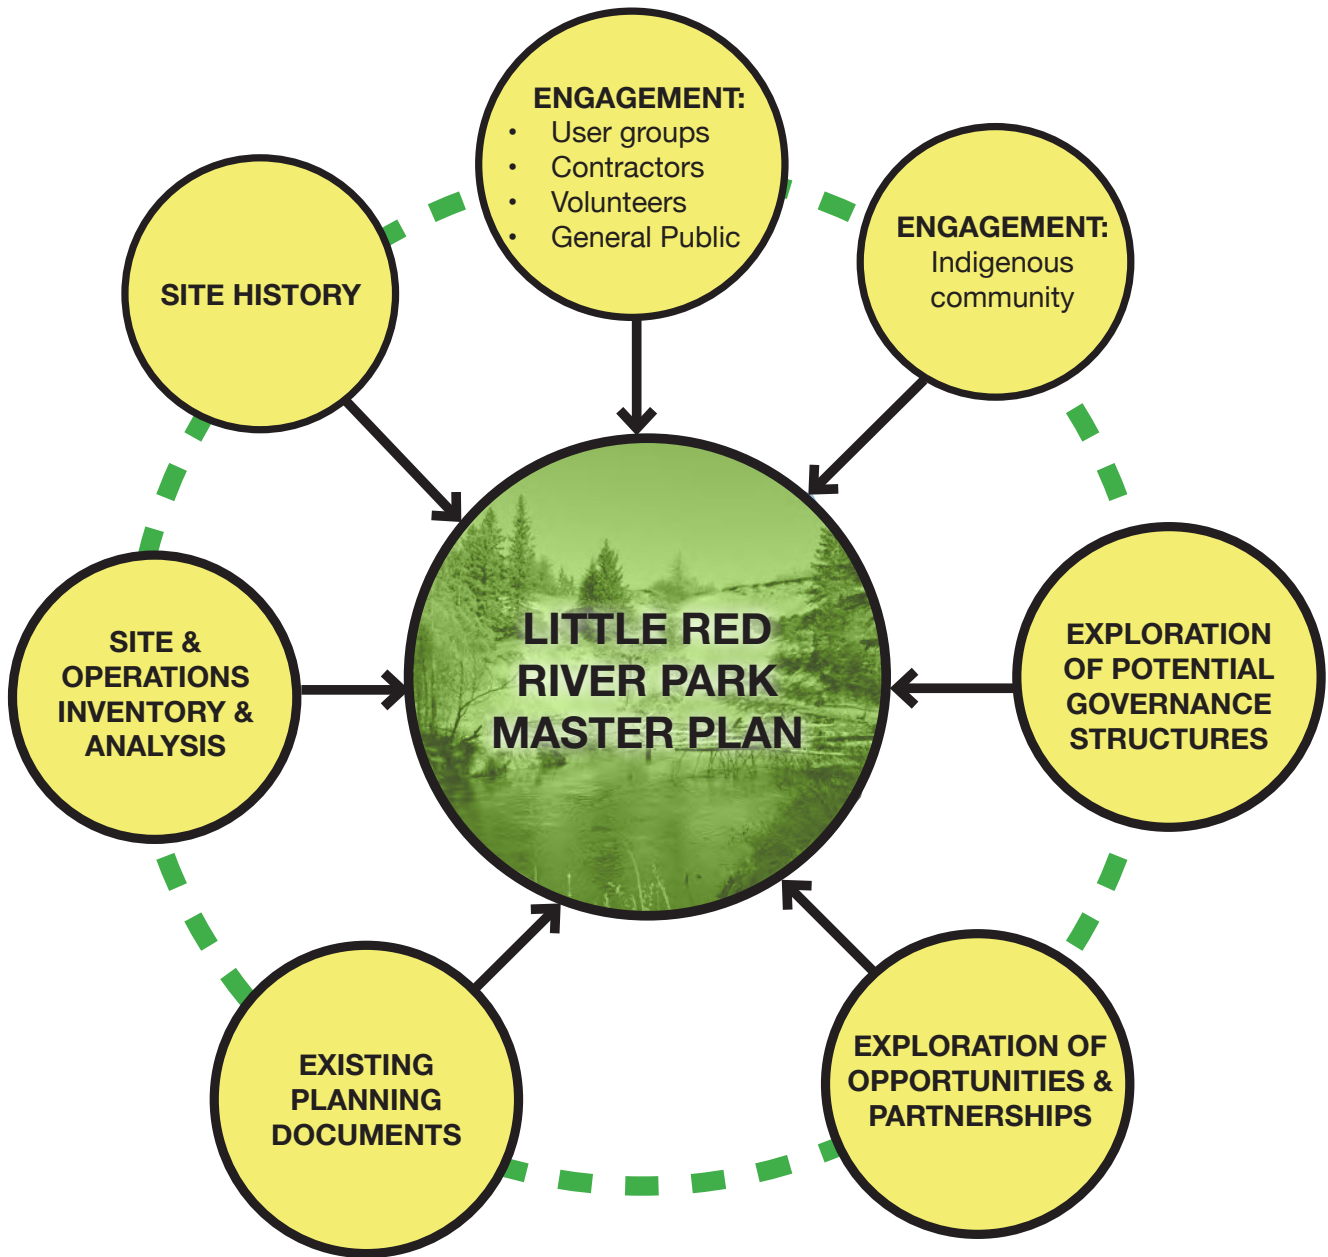 ENGAGEMENT:
• User groups
• Contractors
• Volunteers
• General Public
ENGAGEMENT:
Indigenous
community
SITE HISTORY
LITTLE RED
RIVER PARK
MASTER PLAN
SITE &
OPERATIONS
INVENTORY &
ANALYSIS
EXPLORATION
OF POTENTIAL
GOVERNANCE
STRUCTURES
EXISTING
PLANNING
DOCUMENTS
EXPLORATION OF
OPPORTUNITIES &
PARTNERSHIPS